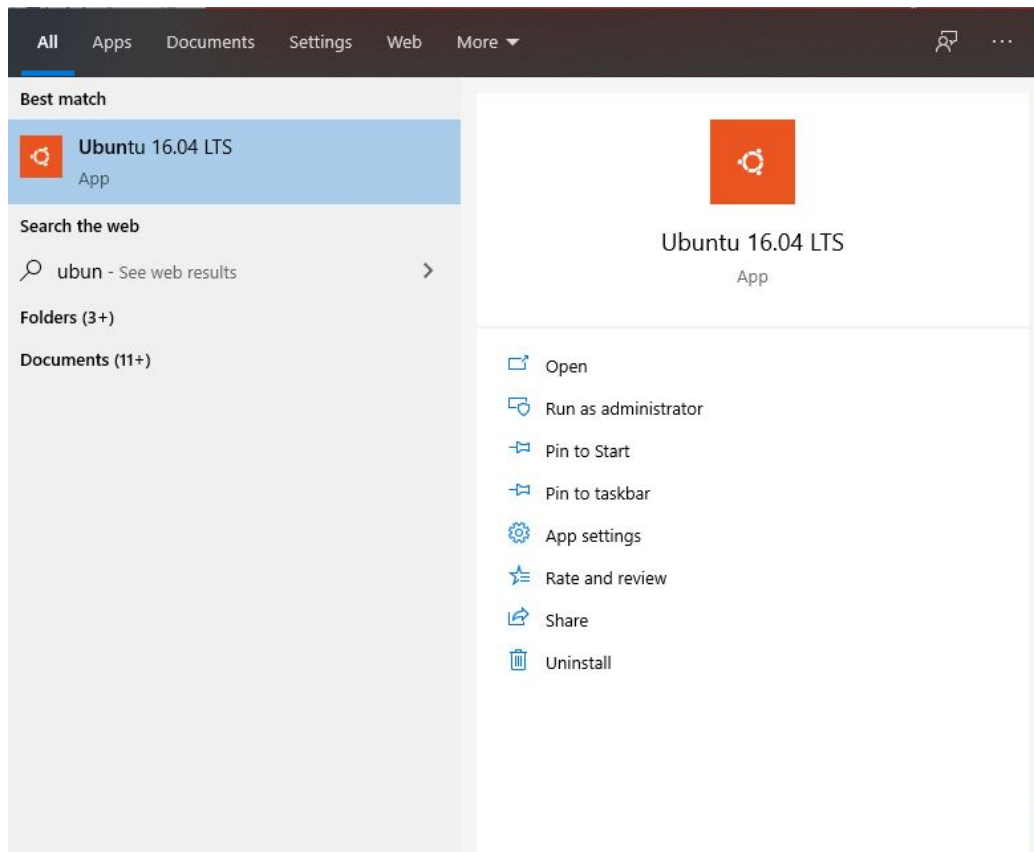 All Apps Documents Settings Web More
Best match
Ubuntu 16.04 LTS
App
Search the web
ubun - See web results
Folders (3+)
Documents (11+)
Ubuntu 16.04 LTS
App
Open
Run as administrator
Pin to Start
Pin to taskbar
App settings
Rate and review
Share
Uninstall